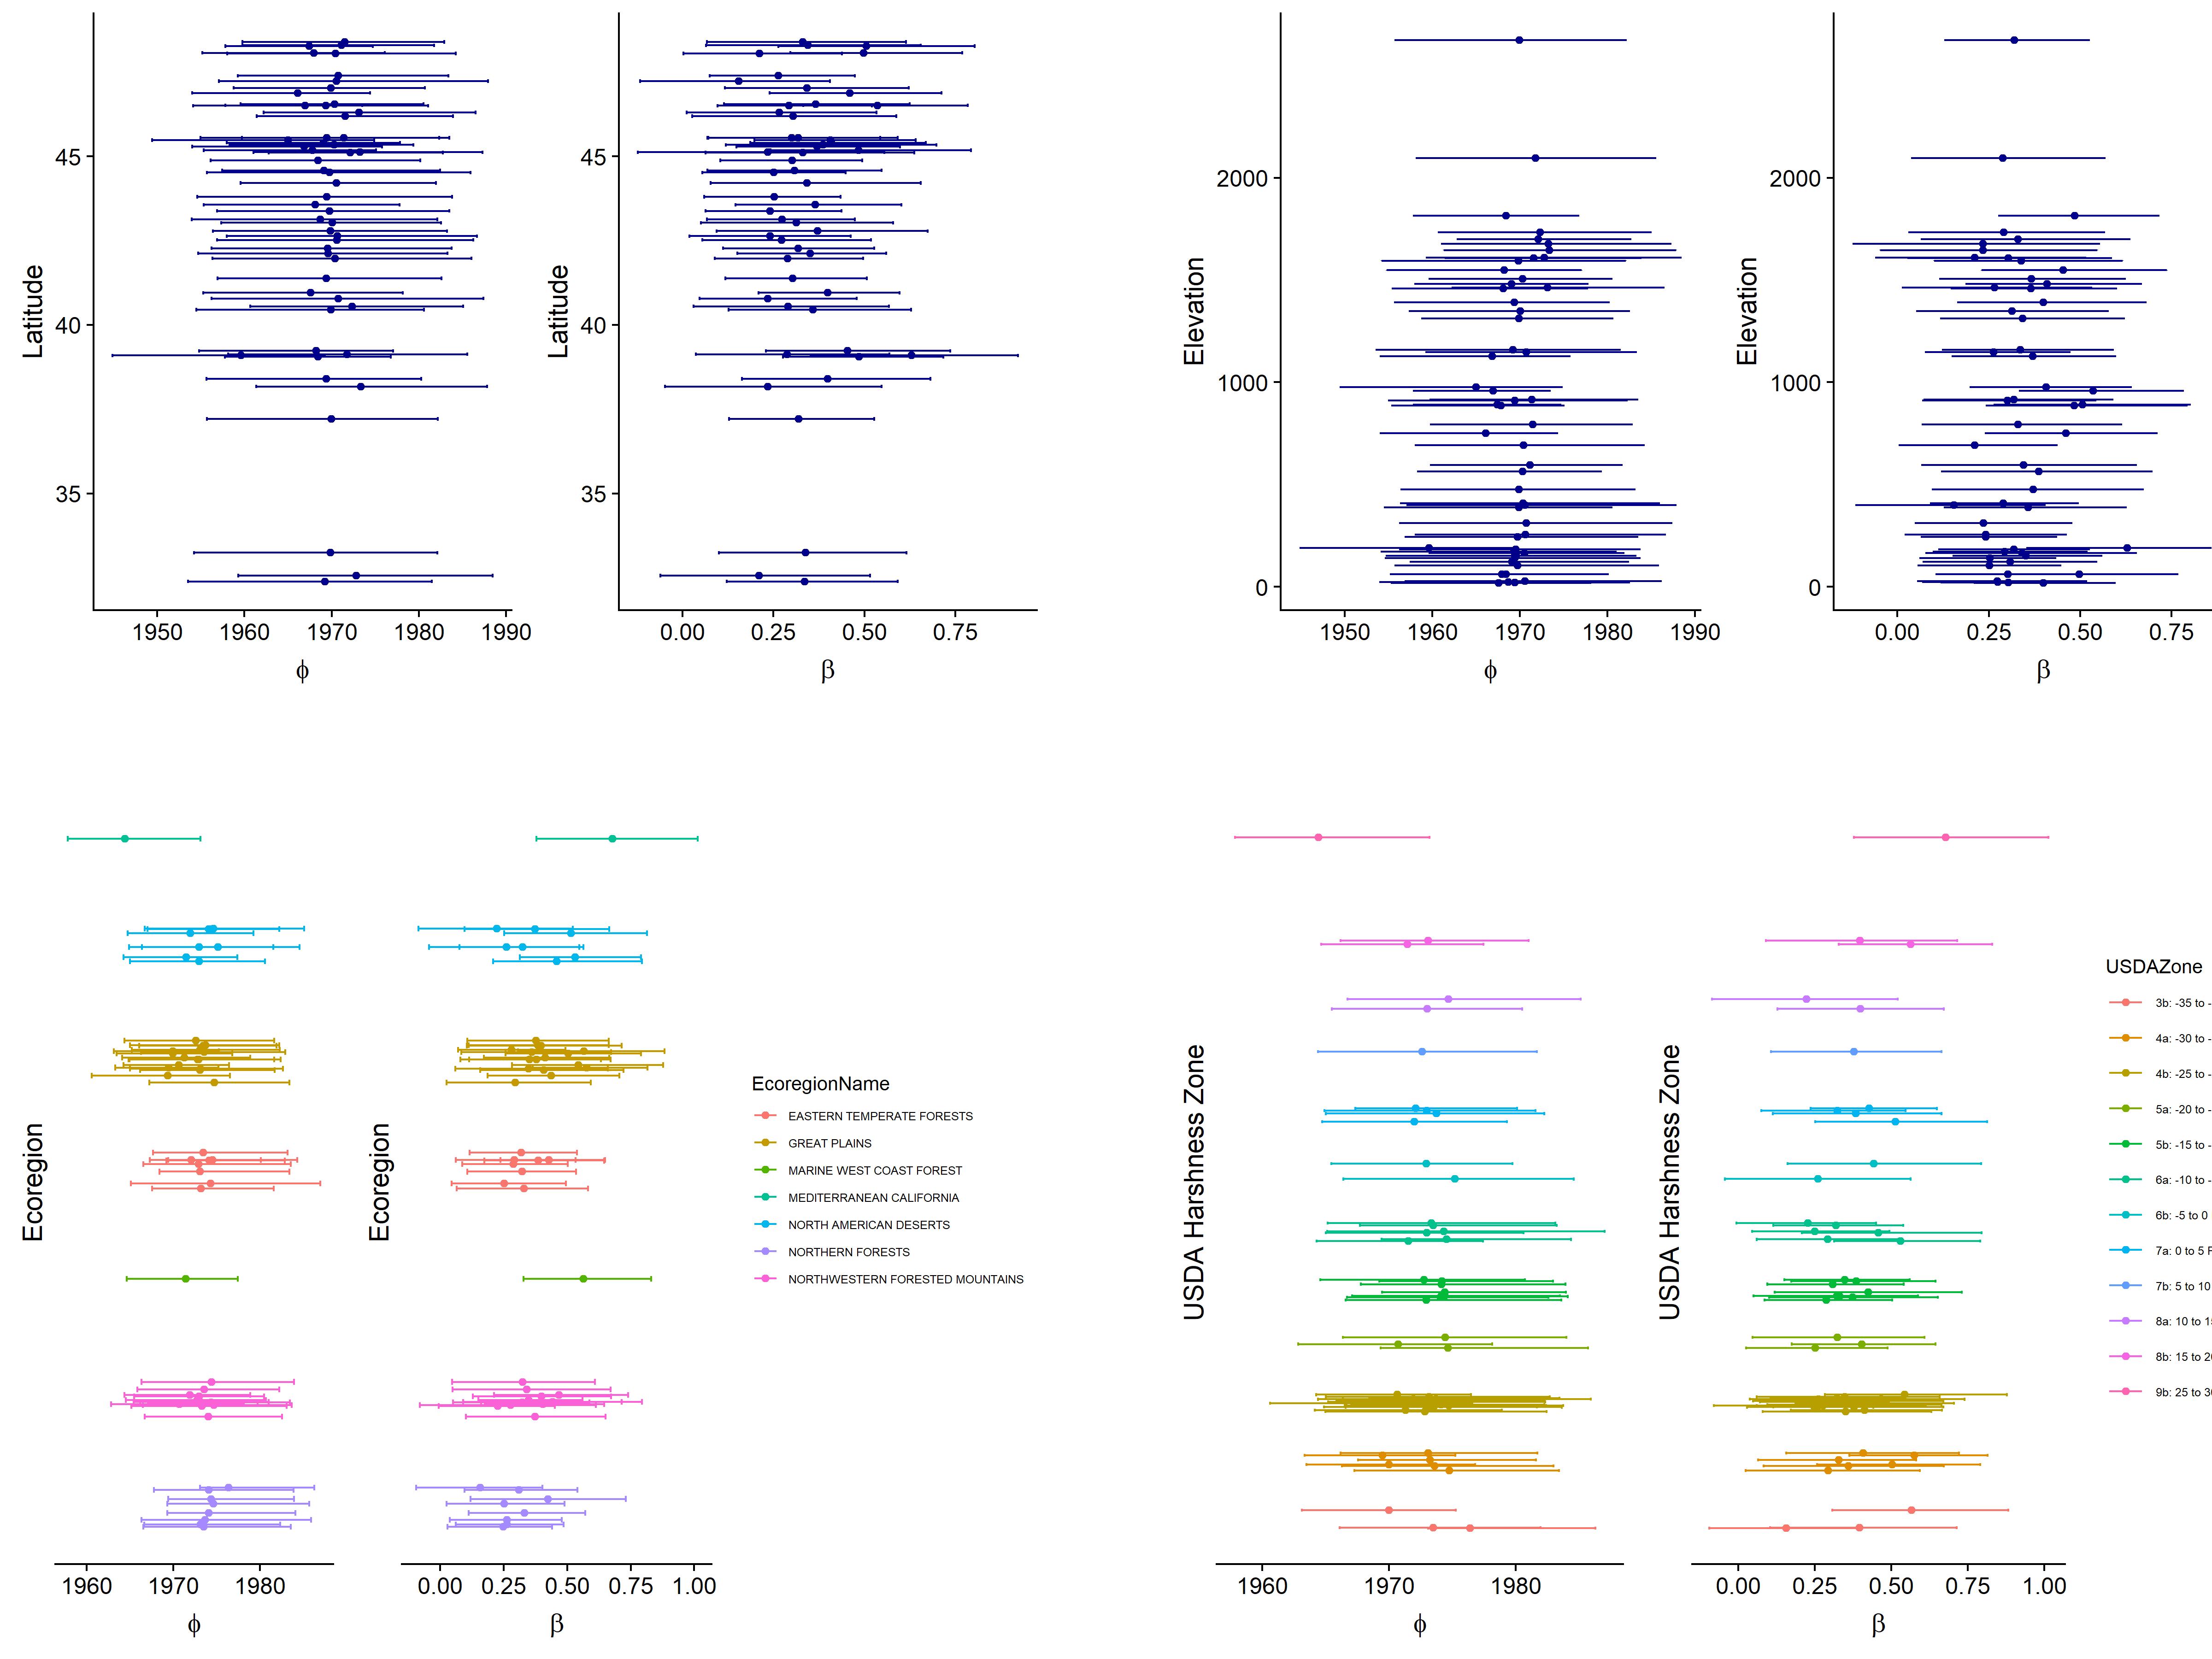 Latitude
45
40
35
1950 1960 1970 1980 1990
ϕ
Latitude
45
40
35
0.00 0.25 0.50 0.75
β
Elevation
2000
1000
0
1950 1960 1970 1980 1990
ϕ
Elevation
2000
1000
0
0.00 0.25 0.50 0.75
β
Ecoregion
1960 1970 1980
ϕ
Ecoregion
0.00 0.25 0.50 0.75 1.00
β
EcoregionName
EASTERN TEMPERATE FORESTS
GREAT PLAINS
MARINE WEST COAST FOREST
MEDITERRANEAN CALIFORNIA
NORTH AMERICAN DESERTS
NORTHERN FORESTS
NORTHWESTERN FORESTED MOUNTAINS
USDA Harshness Zone
1960 1970 1980
ϕ
USDA Harshness Zone
0.00 0.25 0.50 0.75 1.00
β
USDAZone
3b: -35 to -
4a: -30 to -
4b: -25 to -
5a: -20 to -
5b: -15 to -
6a: -10 to -
6b: -5 to 0
7a: 0 to 5 F
7b: 5 to 10
8a: 10 to 1
8b: 15 to 2
9b: 25 to 3